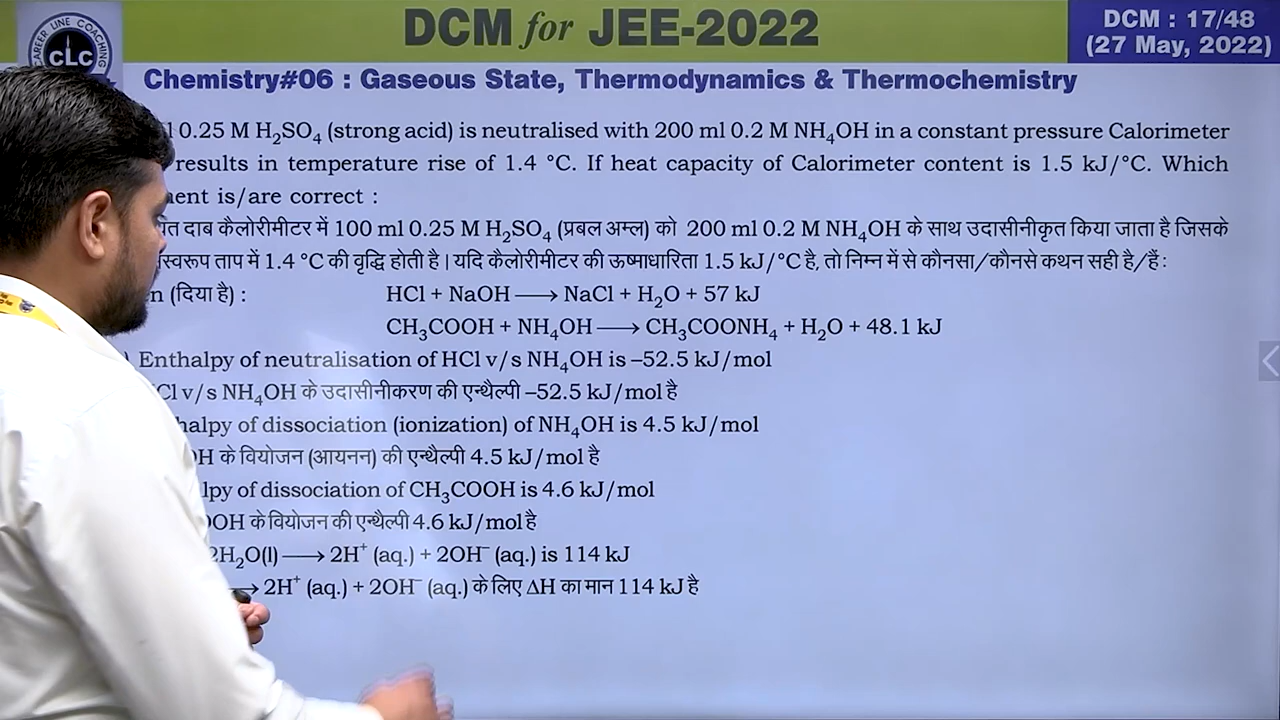 DCM for JEE-2022
DCM : 17/48
(27 May, 2022)
CAREER LINE COACHING
CLC
Chemistry#06 : Gaseous State, Thermodynamics & Thermochemistry
0.25 M H₂SO₄ (strong acid) is neutralised with 200 ml 0.2 M NH₄OH in a constant pressure Calorimeter
results in temperature rise of 1.4 °C. If heat capacity of Calorimeter content is 1.5 kJ/°C. Which
is/are correct :
दाब कैलोरीमीटर में 100 ml 0.25 M H₂SO₄ (प्रबल अम्ल) को 200 ml 0.2 M NH₄OH के साथ उदासीनीकृत किया जाता है जिसके
स्वरूप ताप में 1.4 °C की वृद्धि होती है। यदि कैलोरीमीटर की ऊष्माधारिता 1.5 kJ/°C है, तो निम्न में से कौनसा/कौनसे कथन सही है/हैं:
(दिया है) : HCl + NaOH ⟶ NaCl + H₂O + 57 kJ
CH₃COOH + NH₄OH ⟶ CH₃COONH₄ + H₂O + 48.1 kJ
) Enthalpy of neutralisation of HCl v/s NH₄OH is –52.5 kJ/mol
Cl v/s NH₄OH के उदासीनीकरण की एन्थैल्पी –52.5 kJ/mol है
halpy of dissociation (ionization) of NH₄OH is 4.5 kJ/mol
OH के वियोजन (आयनन) की एन्थैल्पी 4.5 kJ/mol है
lpy of dissociation of CH₃COOH is 4.6 kJ/mol
OOH के वियोजन की एन्थैल्पी 4.6 kJ/mol है
2H₂O(l) ⟶ 2H⁺ (aq.) + 2OH⁻ (aq.) is 114 kJ
⟶ 2H⁺ (aq.) + 2OH⁻ (aq.) के लिए ΔH का मान 114 kJ है